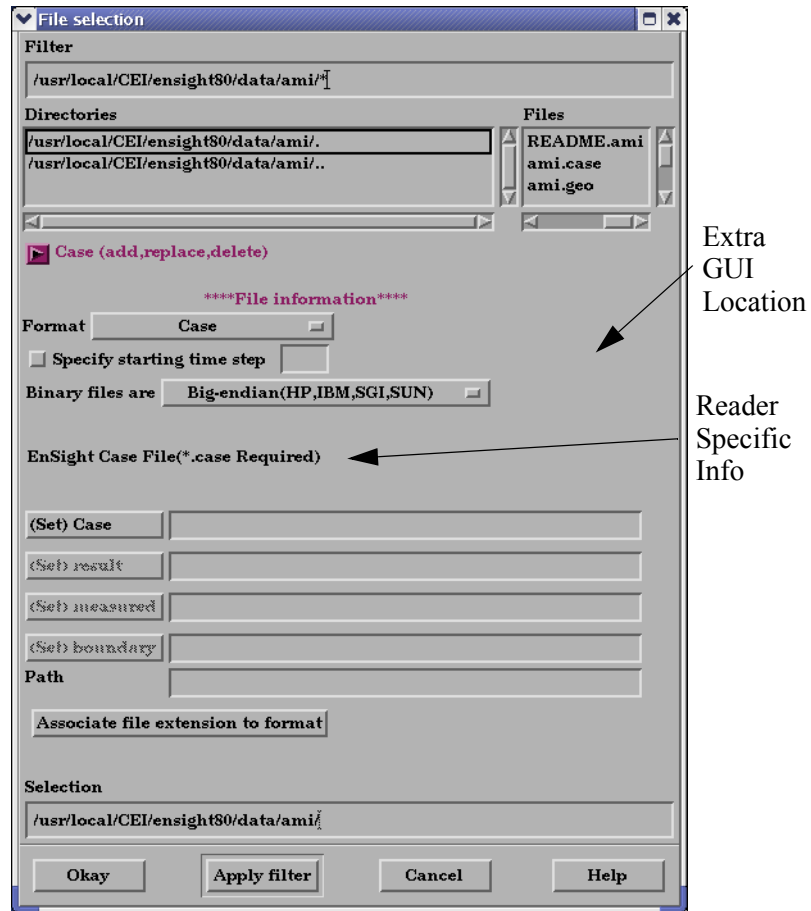 File selection
Filter
/usr/local/CEI/ensight80/data/ami/*
Directories
Files
/usr/local/CEI/ensight80/data/ami/.
/usr/local/CEI/ensight80/data/ami/..
README.ami
ami.case
ami.geo
Case (add,replace,delete)
****File information****
Format Case
Specify starting time step
Binary files are Big-endian(HP,IBM,SGI,SUN)
EnSight Case File(*.case Required)
(Set) Case
(Set) result
(Set) measured
(Set) boundary
Path
Associate file extension to format
Selection
/usr/local/CEI/ensight80/data/ami/
Okay Apply filter Cancel Help
Extra
GUI
Location
Reader
Specific
Info